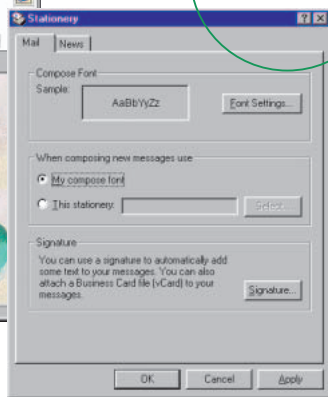 Stationery
Mail News
Compose Font
Sample:
AaBbYyZz
Font Settings...
When composing new messages use
My compose font
This stationery: Select...
Signature
You can use a signature to automatically add
some text to your messages. You can also
attach a Business Card file (vCard) to your
messages.
Signature...
OK Cancel Apply